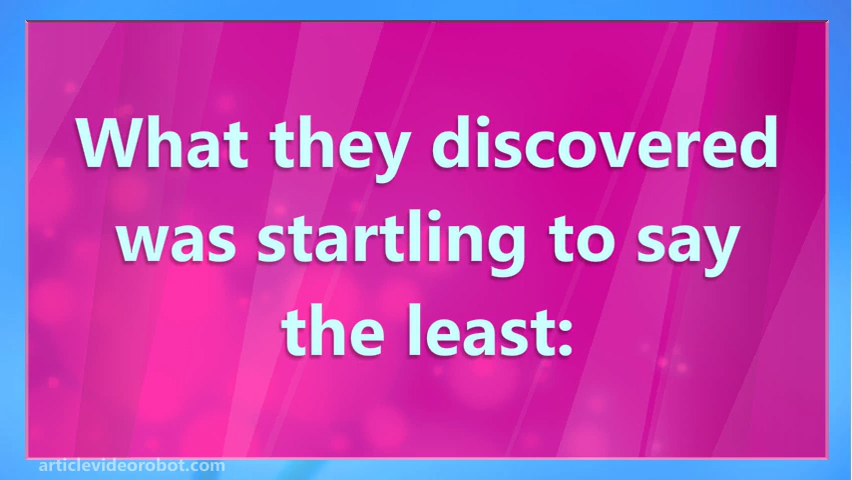 What they discovered
was startling to say
the least:
articlevideorobot.com